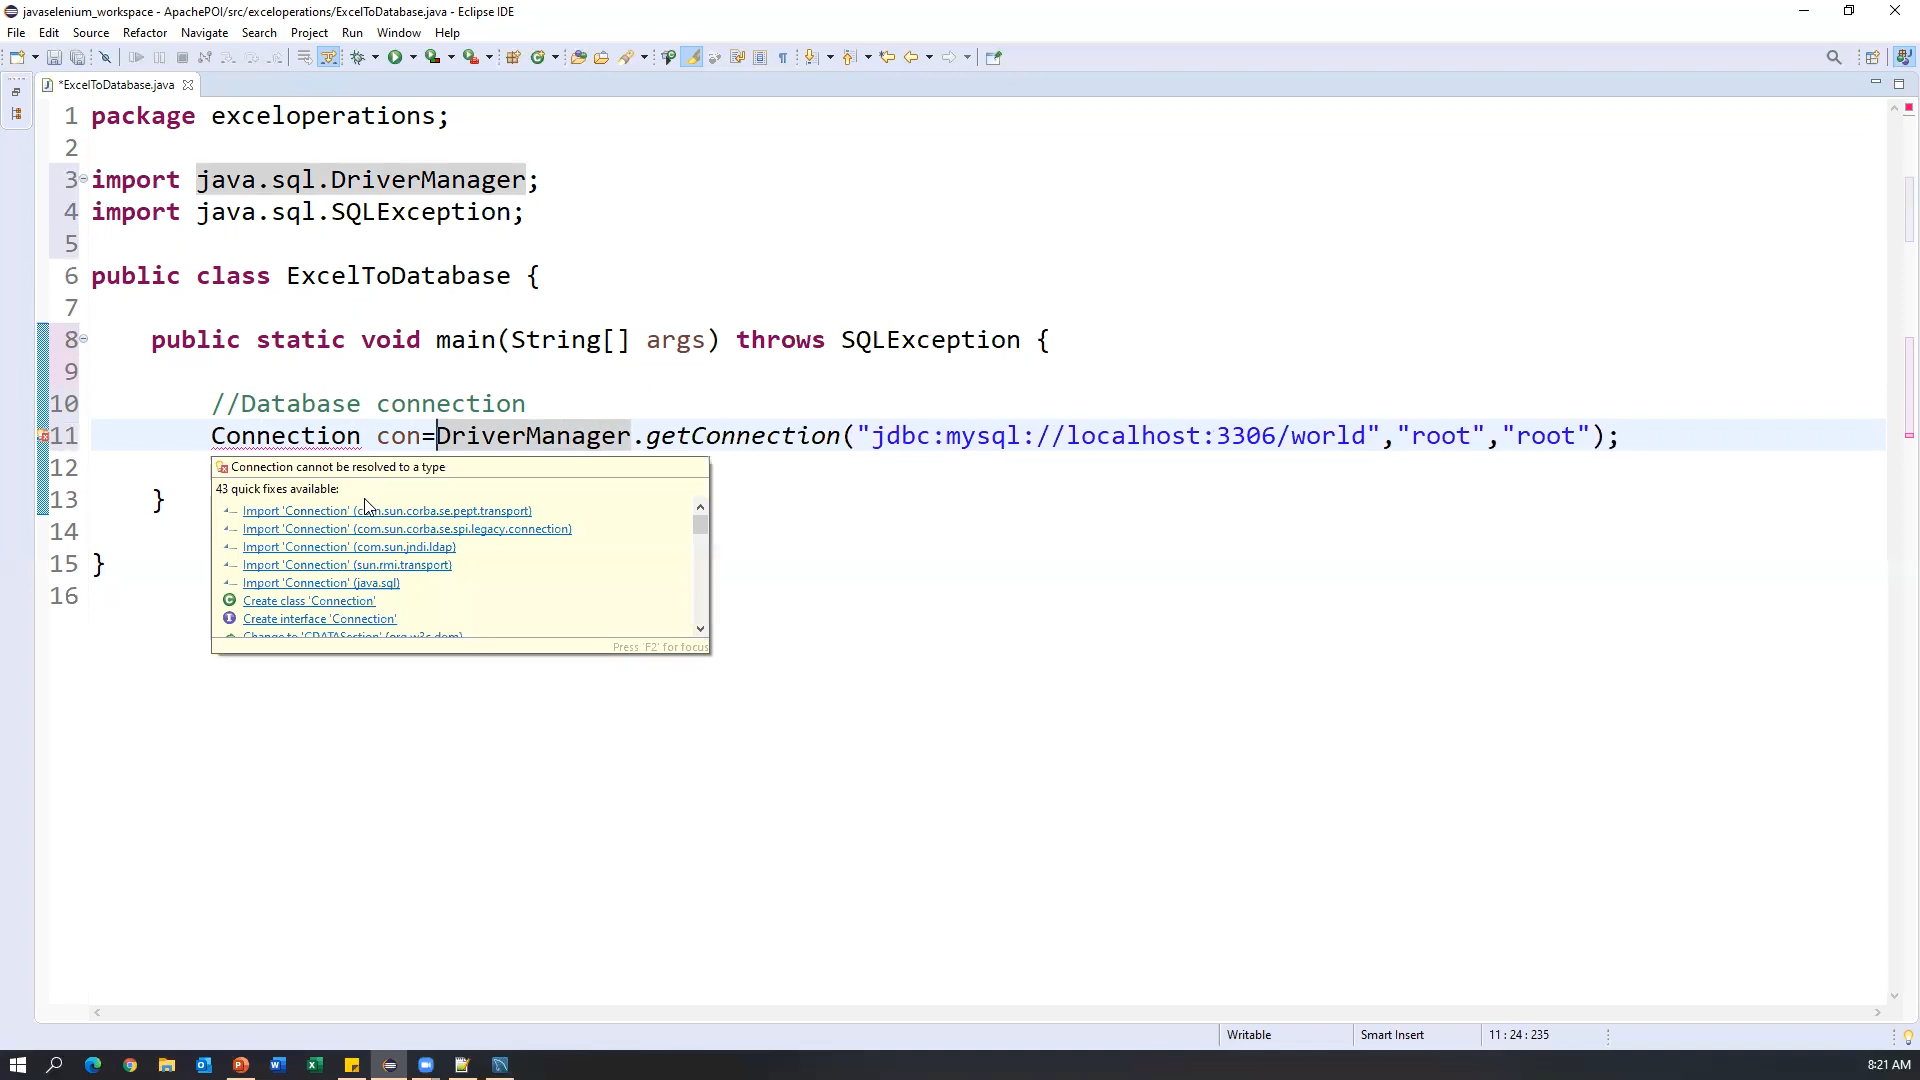 javaselenium_workspace - ApachePOI/src/exceloperations/ExcelToDatabase.java - Eclipse IDE
File Edit Source Refactor Navigate Search Project Run Window Help
*ExcelToDatabase.java
1 package exceloperations;
2
3 import java.sql.DriverManager;
4 import java.sql.SQLException;
5
6 public class ExcelToDatabase {
7
8 public static void main(String[] args) throws SQLException {
9
10 //Database connection
11 Connection con=DriverManager.getConnection("jdbc:mysql://localhost:3306/world","root","root");
12
Connection cannot be resolved to a type
43 quick fixes available:
13 }
Import 'Connection' (com.sun.corba.se.pept.transport)
Import 'Connection' (com.sun.corba.se.spi.legacy.connection)
14
Import 'Connection' (com.sun.jndi.ldap)
15 }
Import 'Connection' (sun.rmi.transport)
Import 'Connection' (java.sql)
16
Create class 'Connection'
Create interface 'Connection'
Change to 'CDATASection' (org.w3c.dom)
Press 'F2' for focus
Writable Smart Insert 11 : 24 : 235
8:21 AM